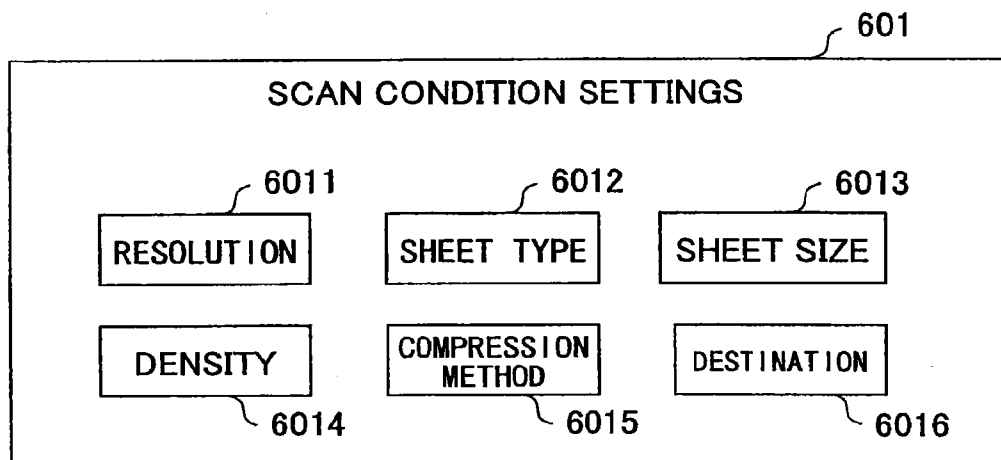 601
SCAN CONDITION SETTINGS
6011 6012 6013
RESOLUTION SHEET TYPE SHEET SIZE
DENSITY COMPRESSION METHOD DESTINATION
6014 6015 6016